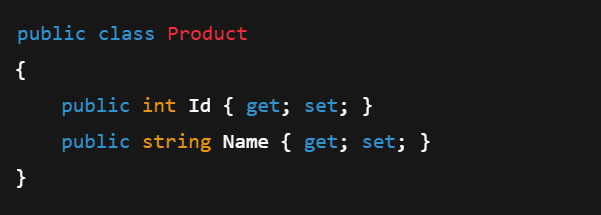 public class Product
{
    public int Id { get; set; }
    public string Name { get; set; }
}